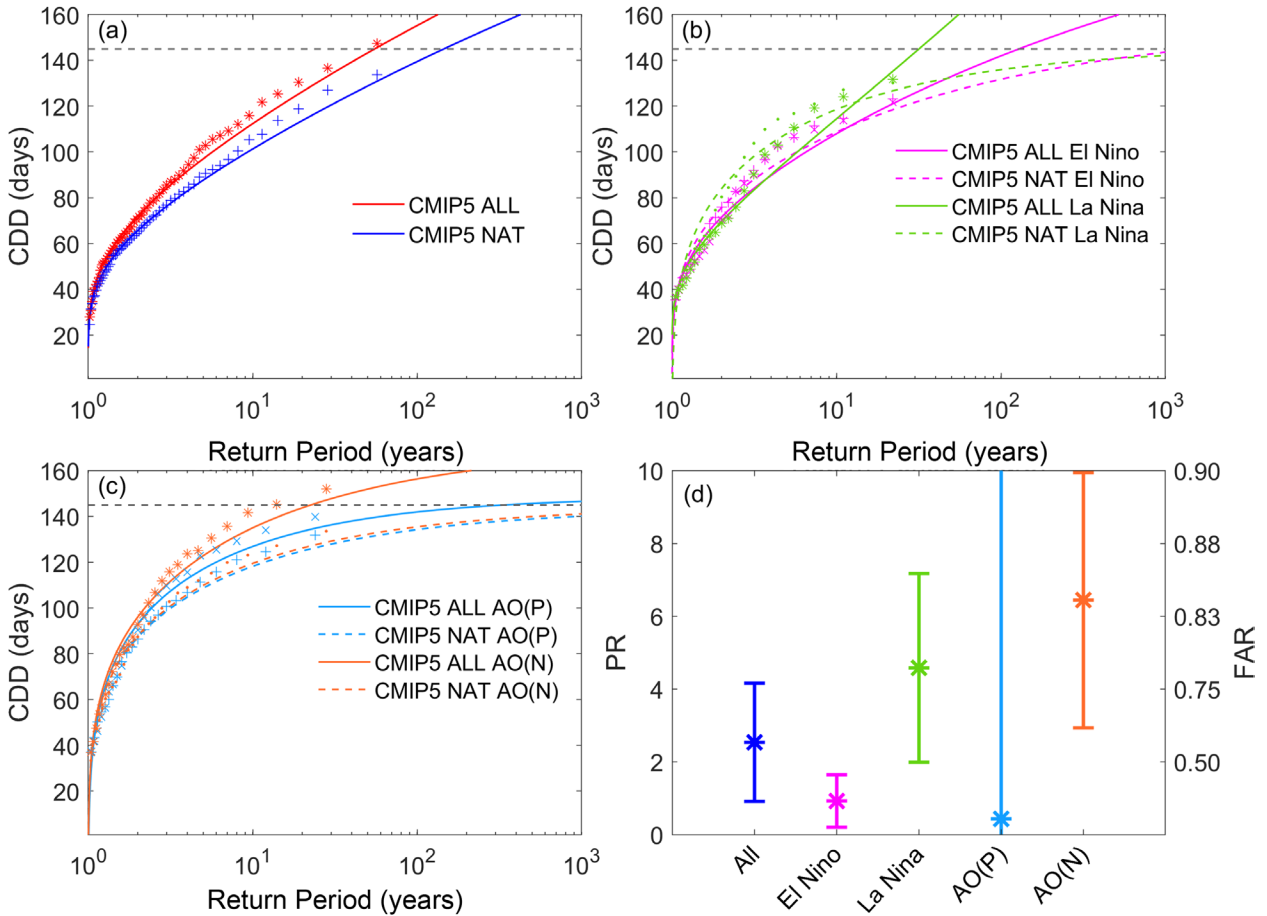 (a)
160
140
120
100
80
60
40
20
CDD (days)
CMIP5 ALL
CMIP5 NAT
10^0
10^1
10^2
10^3
Return Period (years)
(b)
160
140
120
100
80
60
40
20
CDD (days)
CMIP5 ALL El Nino
CMIP5 NAT El Nino
CMIP5 ALL La Nina
CMIP5 NAT La Nina
10^0
10^1
10^2
10^3
Return Period (years)
(c)
160
140
120
100
80
60
40
20
CDD (days)
CMIP5 ALL AO(P)
CMIP5 NAT AO(P)
CMIP5 ALL AO(N)
CMIP5 NAT AO(N)
10^0
10^1
10^2
10^3
Return Period (years)
(d)
10
8
6
4
2
0
PR
0.90
0.88
0.83
0.75
0.50
FAR
All
El Nino
La Nina
AO(P)
AO(N)